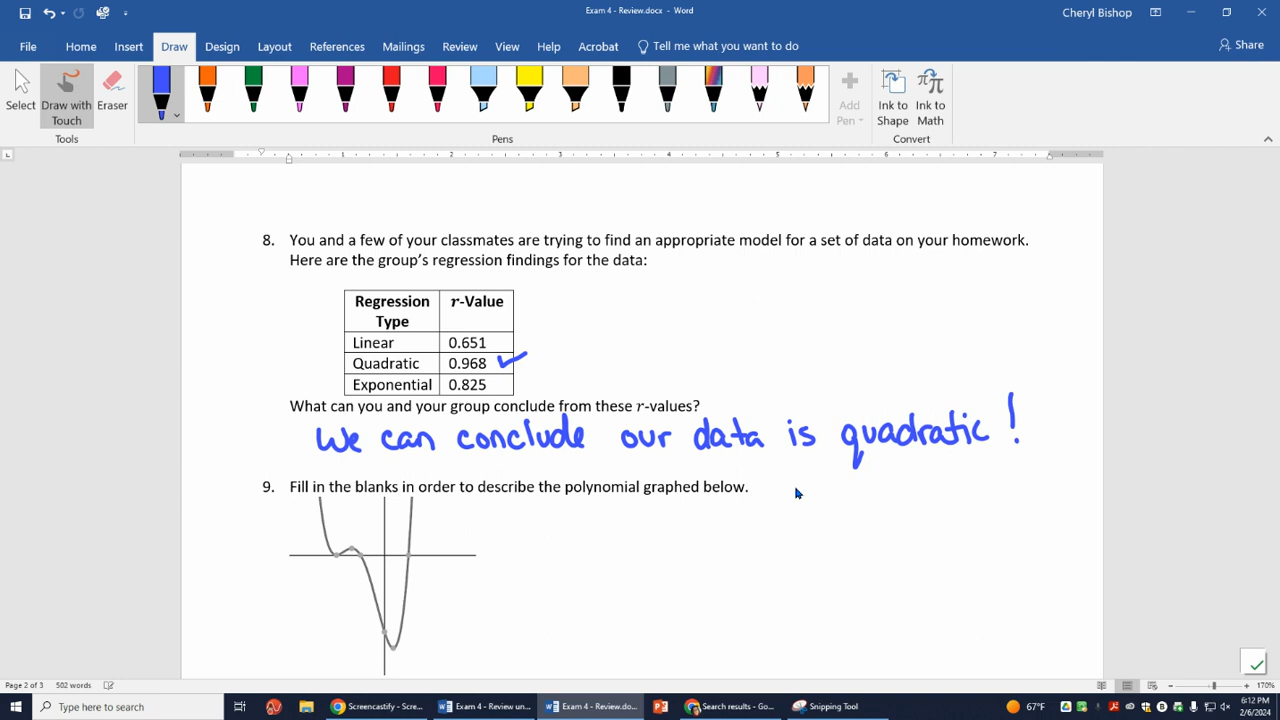 Exam 4 - Review.docx - Word
Cheryl Bishop
File Home Insert Draw Design Layout References Mailings Review View Help Acrobat Tell me what you want to do
Share
Select
Draw with Touch
Eraser
Add Pen
Ink to Shape
Ink to Math
Tools
Pens
Convert
1 2 3 4 5 6 7
8. You and a few of your classmates are trying to find an appropriate model for a set of data on your homework.
Here are the group's regression findings for the data:
Regression Type r-Value
Linear 0.651
Quadratic 0.968
Exponential 0.825
What can you and your group conclude from these r-values?
We can conclude our data is quadratic!
9. Fill in the blanks in order to describe the polynomial graphed below.
Page 2 of 3 502 words
170%
Type here to search
Screencastify - Scre...
Exam 4 - Review un...
Exam 4 - Review.do...
Search results - Go...
Snipping Tool
67°F
6:12 PM
2/6/2024